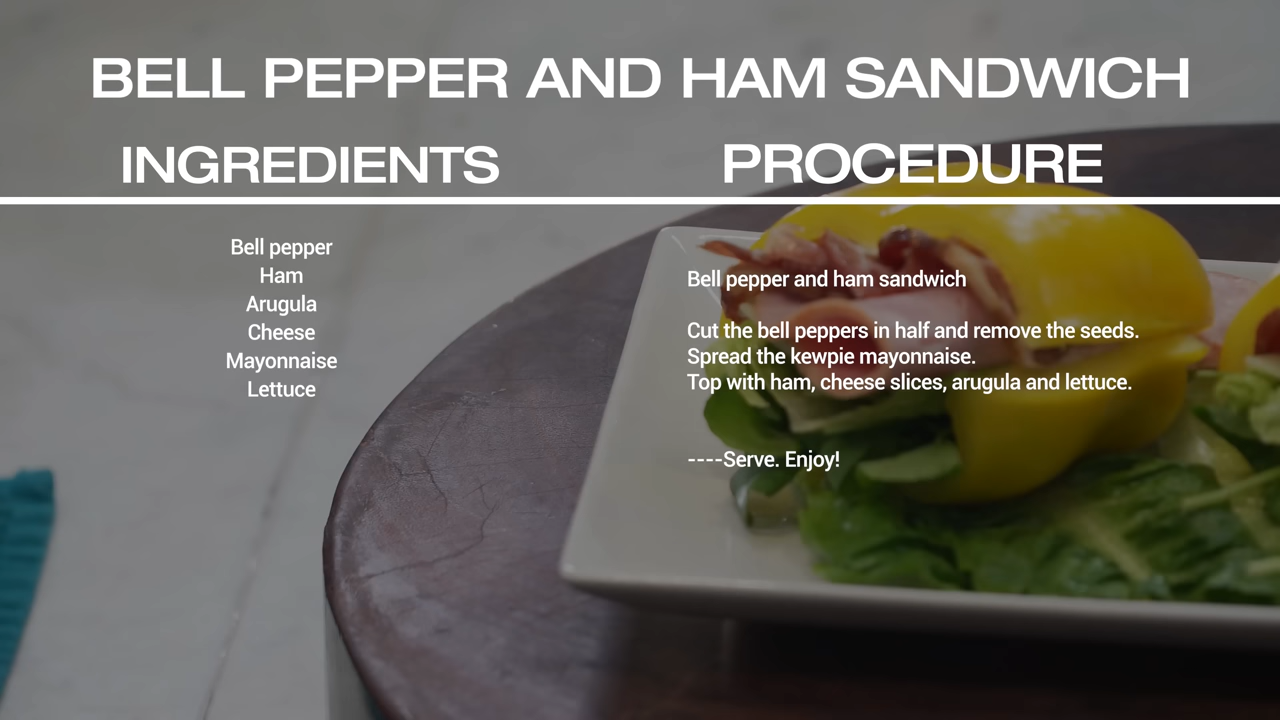 BELL PEPPER AND HAM SANDWICH
INGREDIENTS
PROCEDURE
Bell pepper
Ham
Arugula
Cheese
Mayonnaise
Lettuce
Bell pepper and ham sandwich
Cut the bell peppers in half and remove the seeds.
Spread the kewpie mayonnaise.
Top with ham, cheese slices, arugula and lettuce.
----Serve. Enjoy!